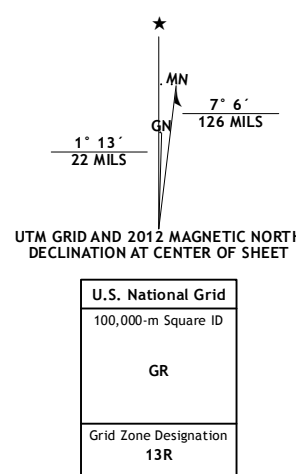 ★
MN
GN
7° 6´
126 MILS
1° 13´
22 MILS
UTM GRID AND 2012 MAGNETIC NORTH
DECLINATION AT CENTER OF SHEET
U.S. National Grid
100,000-m Square ID
GR
Grid Zone Designation
13R